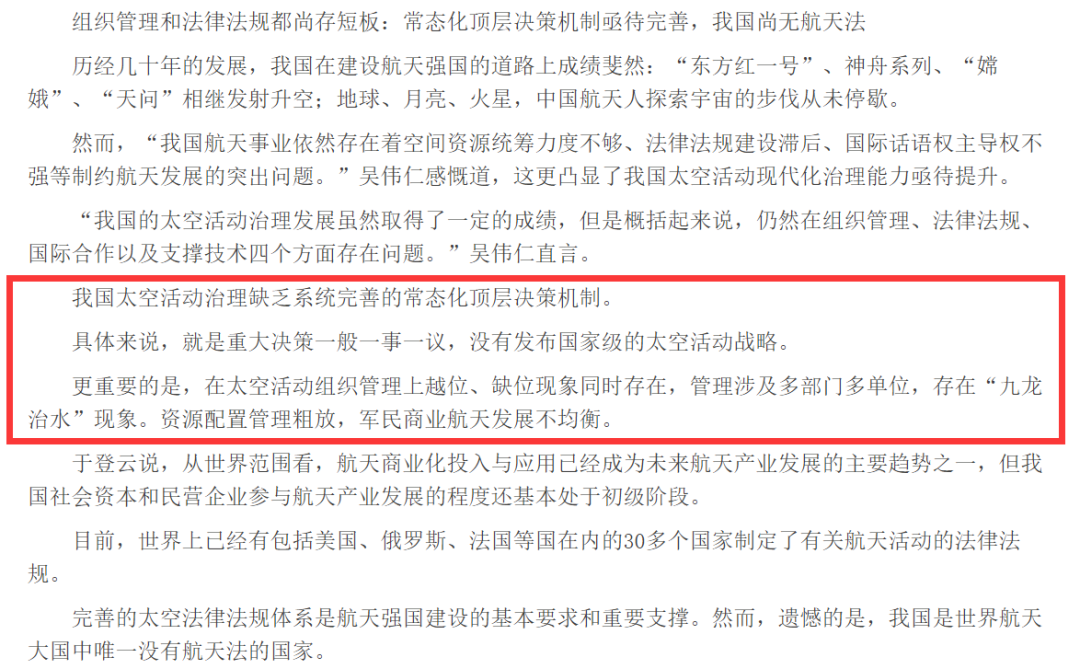 组织管理和法律法规都尚存短板：常态化顶层决策机制亟待完善，我国尚无航天法
历经几十年的发展，我国在建设航天强国的道路上成绩斐然：“东方红一号”、神舟系列、“嫦
娥”、“天问”相继发射升空；地球、月亮、火星，中国航天人探索宇宙的步伐从未停歇。
然而，“我国航天事业依然存在着空间资源统筹力度不够、法律法规建设滞后、国际话语权主导权不
强等制约航天发展的突出问题。”吴伟仁感慨道，这更凸显了我国太空活动现代化治理能力亟待提升。
“我国的太空活动治理发展虽然取得了一定的成绩，但是概括起来说，仍然在组织管理、法律法规、
国际合作以及支撑技术四个方面存在问题。”吴伟仁直言。
我国太空活动治理缺乏系统完善的常态化顶层决策机制。
具体来说，就是重大决策一般一事一议，没有发布国家级的太空活动战略。
更重要的是，在太空活动组织管理上越位、缺位现象同时存在，管理涉及多部门多单位，存在“九龙
治水”现象。资源配置管理粗放，军民商业航天发展不均衡。
于登云说，从世界范围看，航天商业化投入与应用已经成为未来航天产业发展的主要趋势之一，但我
国社会资本和民营企业参与航天产业发展的程度还基本处于初级阶段。
目前，世界上已经有包括美国、俄罗斯、法国等国在内的30多个国家制定了有关航天活动的法律法
规。
完善的太空法律法规体系是航天强国建设的基本要求和重要支撑。然而，遗憾的是，我国是世界航天
大国中唯一没有航天法的国家。